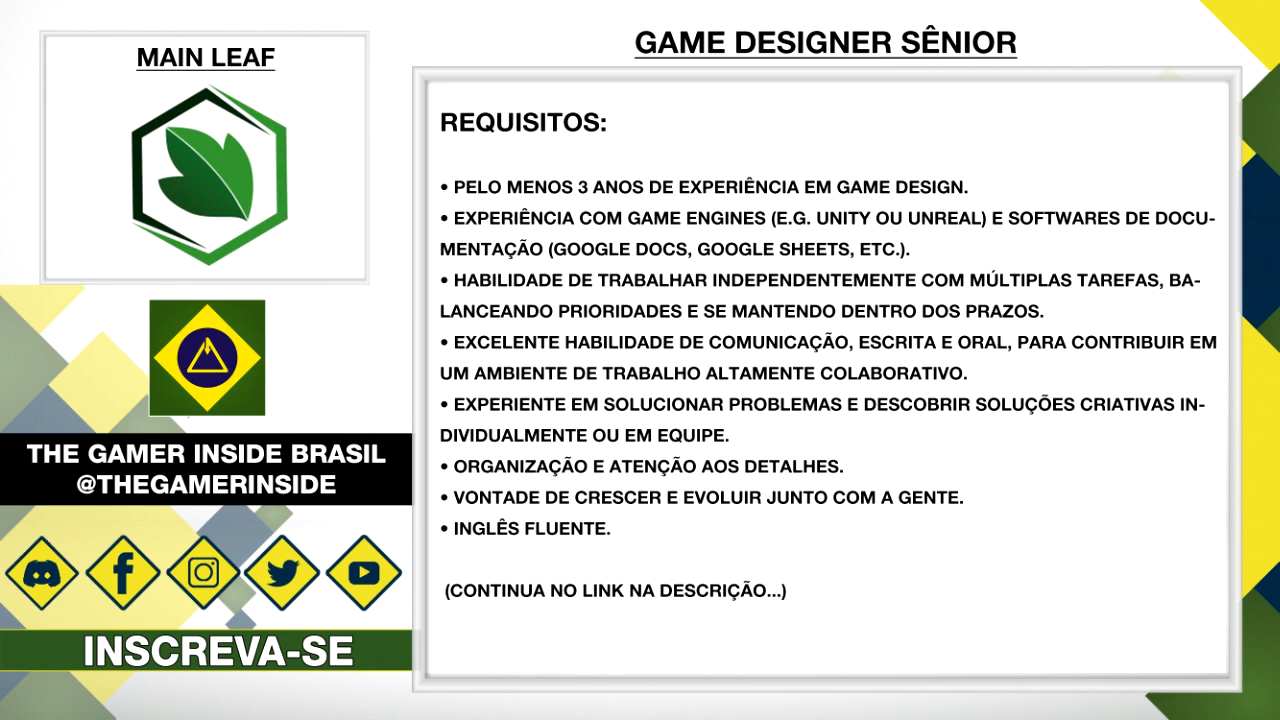 MAIN LEAF
THE GAMER INSIDE BRASIL
@THEGAMERINSIDE
INSCREVA-SE
GAME DESIGNER SÊNIOR
REQUISITOS:
• PELO MENOS 3 ANOS DE EXPERIÊNCIA EM GAME DESIGN.
• EXPERIÊNCIA COM GAME ENGINES (E.G. UNITY OU UNREAL) E SOFTWARES DE DOCU-
MENTAÇÃO (GOOGLE DOCS, GOOGLE SHEETS, ETC.).
• HABILIDADE DE TRABALHAR INDEPENDENTEMENTE COM MÚLTIPLAS TAREFAS, BA-
LANCEANDO PRIORIDADES E SE MANTENDO DENTRO DOS PRAZOS.
• EXCELENTE HABILIDADE DE COMUNICAÇÃO, ESCRITA E ORAL, PARA CONTRIBUIR EM
UM AMBIENTE DE TRABALHO ALTAMENTE COLABORATIVO.
• EXPERIENTE EM SOLUCIONAR PROBLEMAS E DESCOBRIR SOLUÇÕES CRIATIVAS IN-
DIVIDUALMENTE OU EM EQUIPE.
• ORGANIZAÇÃO E ATENÇÃO AOS DETALHES.
• VONTADE DE CRESCER E EVOLUIR JUNTO COM A GENTE.
• INGLÊS FLUENTE.
(CONTINUA NO LINK NA DESCRIÇÃO...)